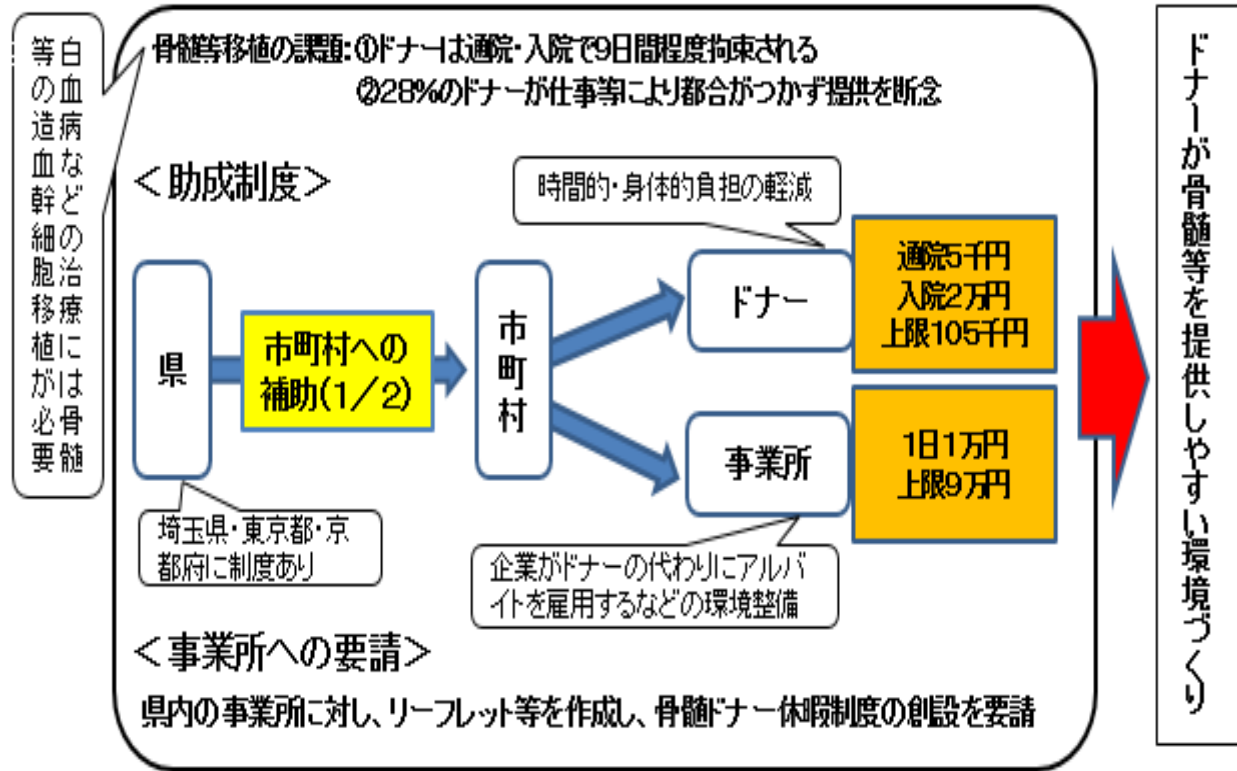 白血病などの治療には骨髄
等の造血幹細胞移植が必要
骨髄等移植の課題:①ドナーは通院・入院で9日間程度拘束される
②28%のドナーが仕事等により都合がつかず提供を断念
<助成制度>
時間的・身体的負担の軽減
県
市町村への
補助(1/2)
市町村
ドナー
通院5千円
入院2万円
上限105千円
事業所
1日1万円
上限9万円
埼玉県・東京都・京
都府に制度あり
企業がドナーの代わりにアルバ
イトを雇用するなどの環境整備
<事業所への要請>
県内の事業所に対し、リーフレット等を作成し、骨髄ドナー休暇制度の創設を要請
ドナーが骨髄等を提供しやすい環境づくり